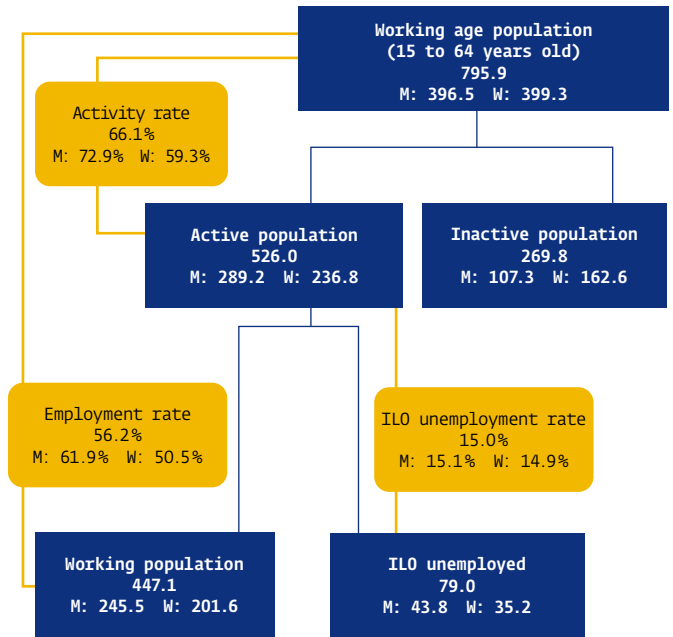 Working age population
(15 to 64 years old)
795.9
M: 396.5 W: 399.3
Activity rate
66.1%
M: 72.9% W: 59.3%
Active population
526.0
M: 289.2 W: 236.8
Inactive population
269.8
M: 107.3 W: 162.6
Employment rate
56.2%
M: 61.9% W: 50.5%
ILO unemployment rate
15.0%
M: 15.1% W: 14.9%
Working population
447.1
M: 245.5 W: 201.6
ILO unemployed
79.0
M: 43.8 W: 35.2